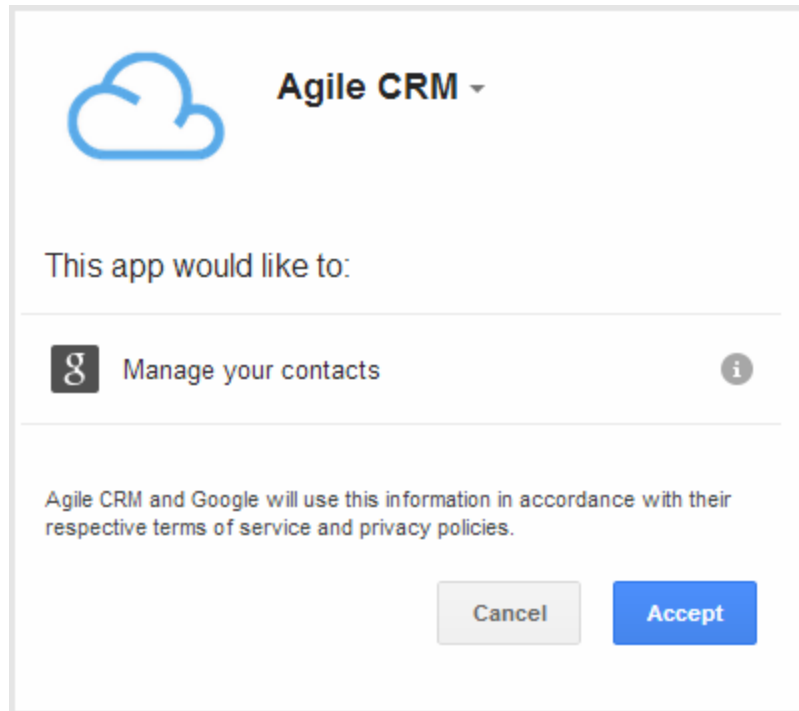 Agile CRM
This app would like to:
g Manage your contacts i
Agile CRM and Google will use this information in accordance with their
respective terms of service and privacy policies.
Cancel Accept